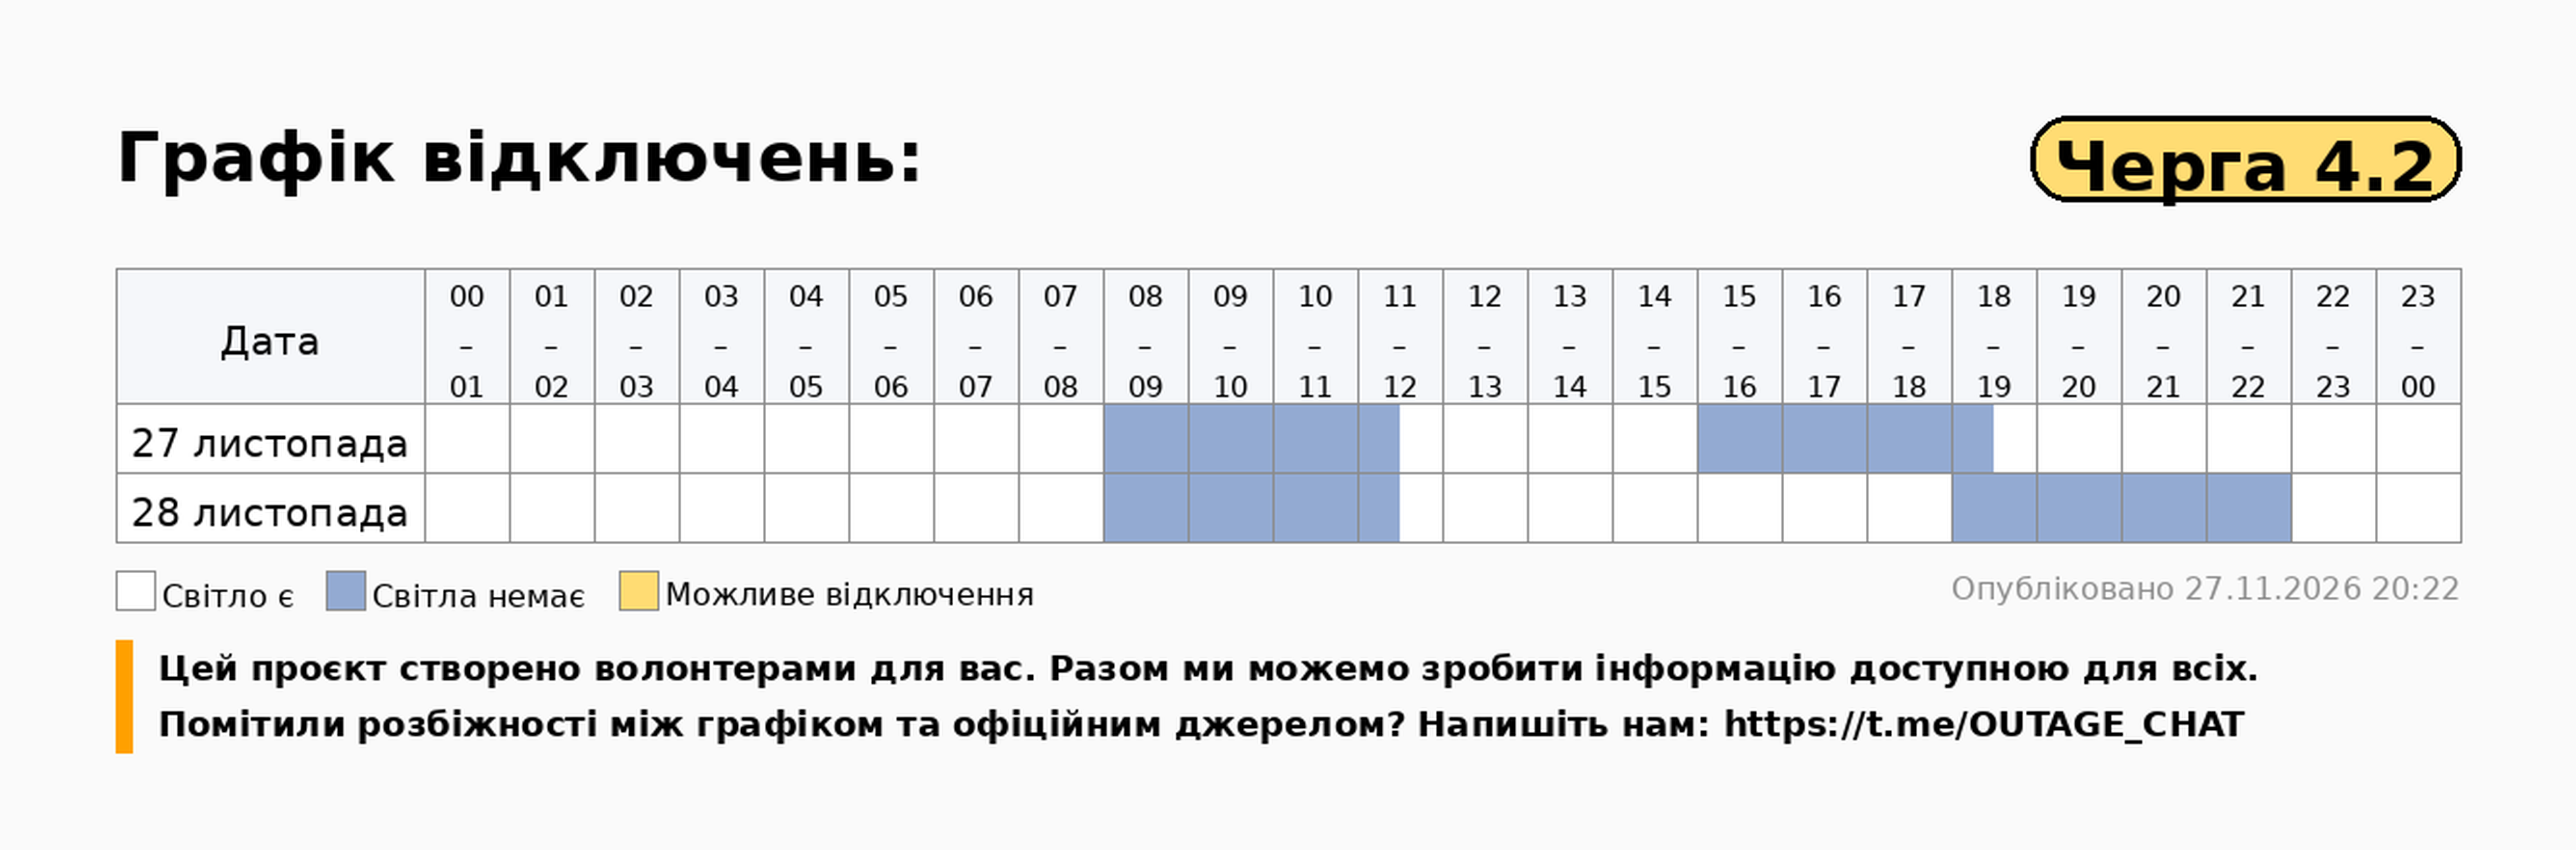 Графік відключень:
Черга 4.2
Дата
00 – 01
01 – 02
02 – 03
03 – 04
04 – 05
05 – 06
06 – 07
07 – 08
08 – 09
09 – 10
10 – 11
11 – 12
12 – 13
13 – 14
14 – 15
15 – 16
16 – 17
17 – 18
18 – 19
19 – 20
20 – 21
21 – 22
22 – 23
23 – 00
27 листопада
28 листопада
Світло є
Світла немає
Можливе відключення
Опубліковано 27.11.2026 20:22
Цей проєкт створено волонтерами для вас. Разом ми можемо зробити інформацію доступною для всіх.
Помітили розбіжності між графіком та офіційним джерелом? Напишіть нам: https://t.me/OUTAGE_CHAT